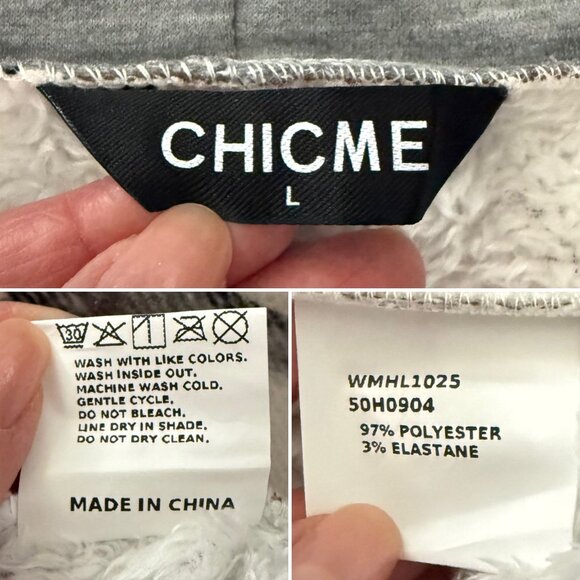 CHICME
L
30
WASH WITH LIKE COLORS.
WASH INSIDE OUT.
MACHINE WASH COLD.
GENTLE CYCLE.
DO NOT BLEACH.
LINE DRY IN SHADE.
DO NOT DRY CLEAN.
MADE IN CHINA
WMHL1025
50H0904
97% POLYESTER
3% ELASTANE